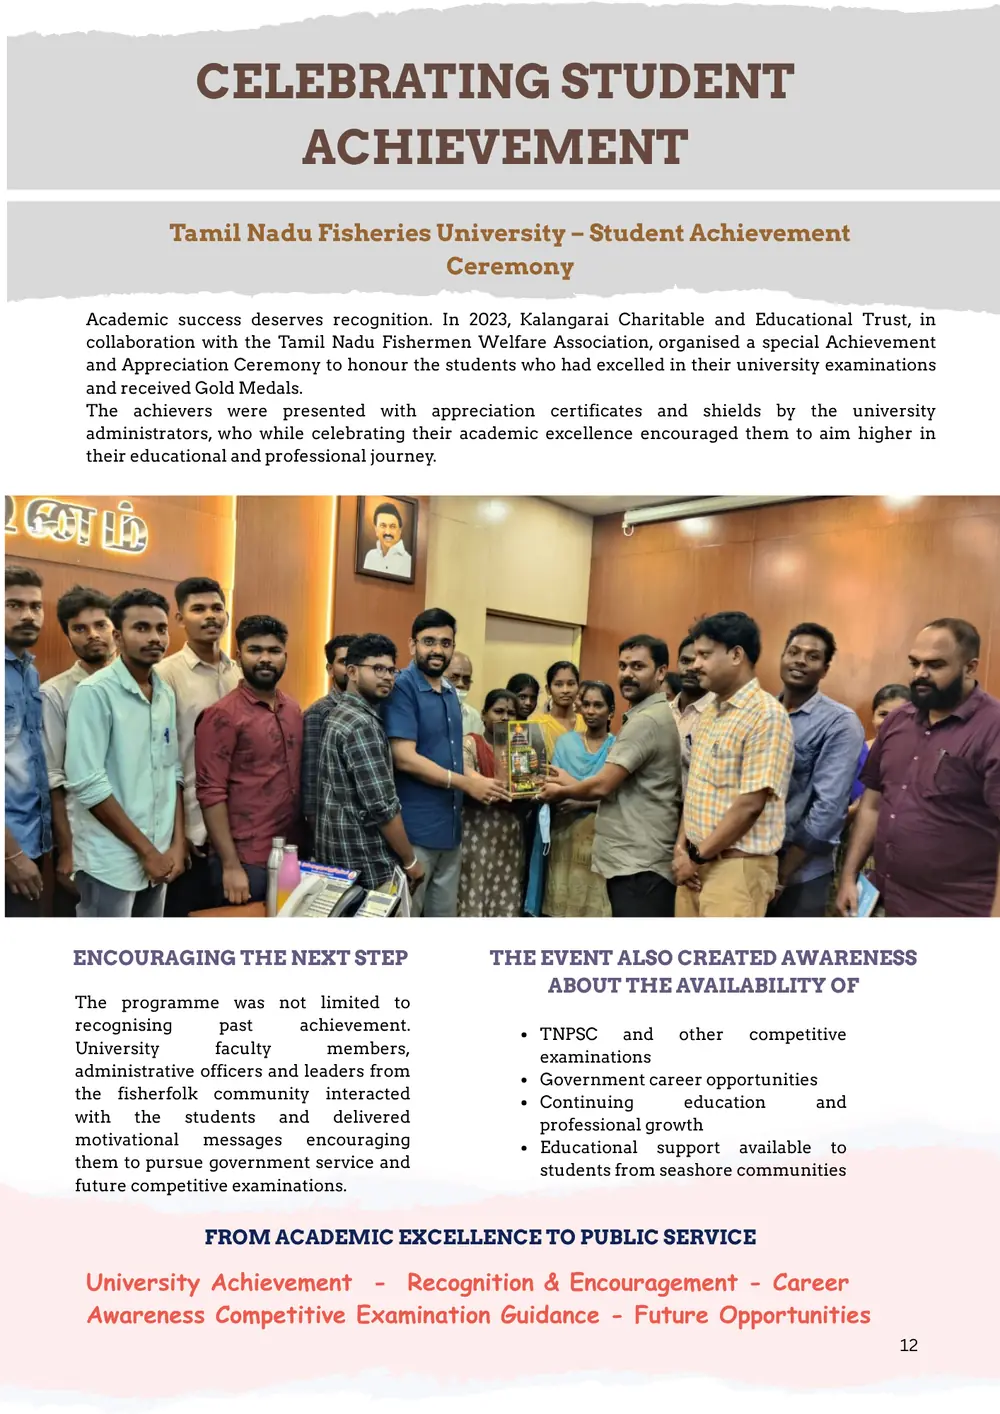 CELEBRATING STUDENT
ACHIEVEMENT
Tamil Nadu Fisheries University – Student Achievement
Ceremony
Academic success deserves recognition. In 2023, Kalangarai Charitable and Educational Trust, in
collaboration with the Tamil Nadu Fishermen Welfare Association, organised a special Achievement
and Appreciation Ceremony to honour the students who had excelled in their university examinations
and received Gold Medals.
The achievers were presented with appreciation certificates and shields by the university
administrators, who while celebrating their academic excellence encouraged them to aim higher in
their educational and professional journey.
ENCOURAGING THE NEXT STEP
The programme was not limited to
recognising past achievement.
University faculty members,
administrative officers and leaders from
the fisherfolk community interacted
with the students and delivered
motivational messages encouraging
them to pursue government service and
future competitive examinations.
THE EVENT ALSO CREATED AWARENESS
ABOUT THE AVAILABILITY OF
• TNPSC and other competitive
examinations
• Government career opportunities
• Continuing education and
professional growth
• Educational support available to
students from seashore communities
FROM ACADEMIC EXCELLENCE TO PUBLIC SERVICE
University Achievement - Recognition & Encouragement - Career
Awareness Competitive Examination Guidance - Future Opportunities
12